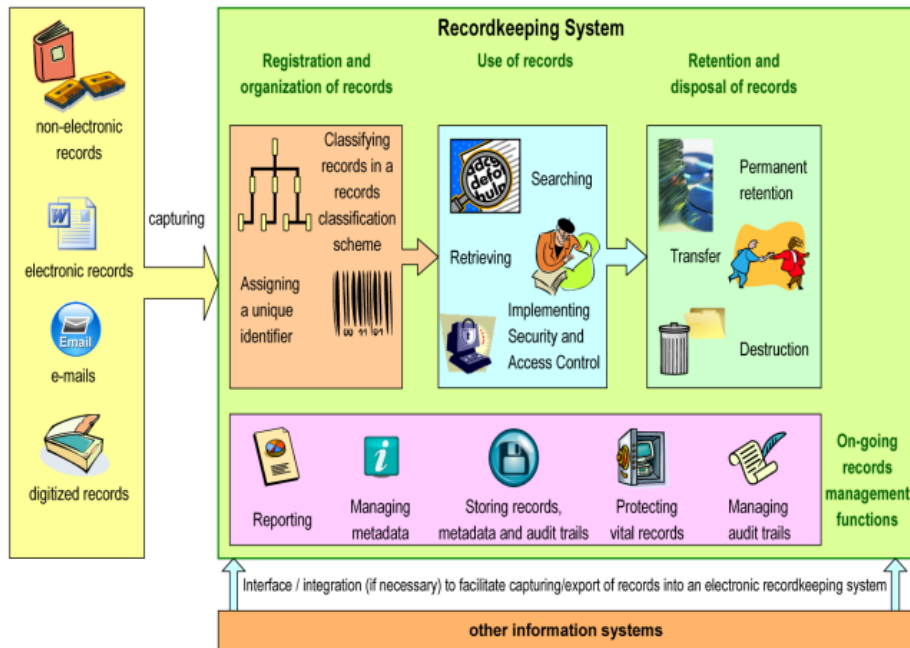 Recordkeeping System
non-electronic
records
electronic records
Email
e-mails
digitized records
capturing
Registration and
organization of records
Classifying
records in a
records
classification
scheme
Assigning
a unique
identifier
Use of records
Searching
Retrieving
Implementing
Security and
Access Control
Retention and
disposal of records
Permanent
retention
Transfer
Destruction
Reporting
Managing
metadata
Storing records,
metadata and audit trails
Protecting
vital records
Managing
audit trails
On-going
records
management
functions
Interface / integration (if necessary) to facilitate capturing/export of records into an electronic recordkeeping system
other information systems